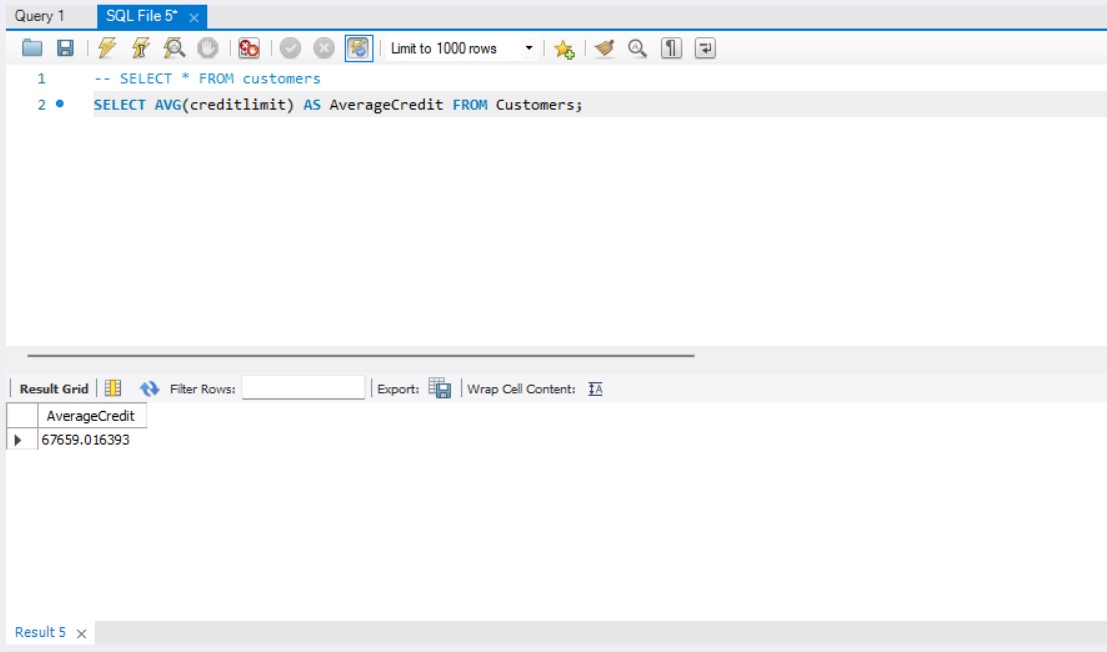 Query 1 SQL File 5*
Limit to 1000 rows
1 -- SELECT * FROM customers
2 SELECT AVG(creditlimit) AS AverageCredit FROM Customers;
Result Grid Filter Rows: Export: Wrap Cell Content: IA
AverageCredit
67659.016393
Result 5